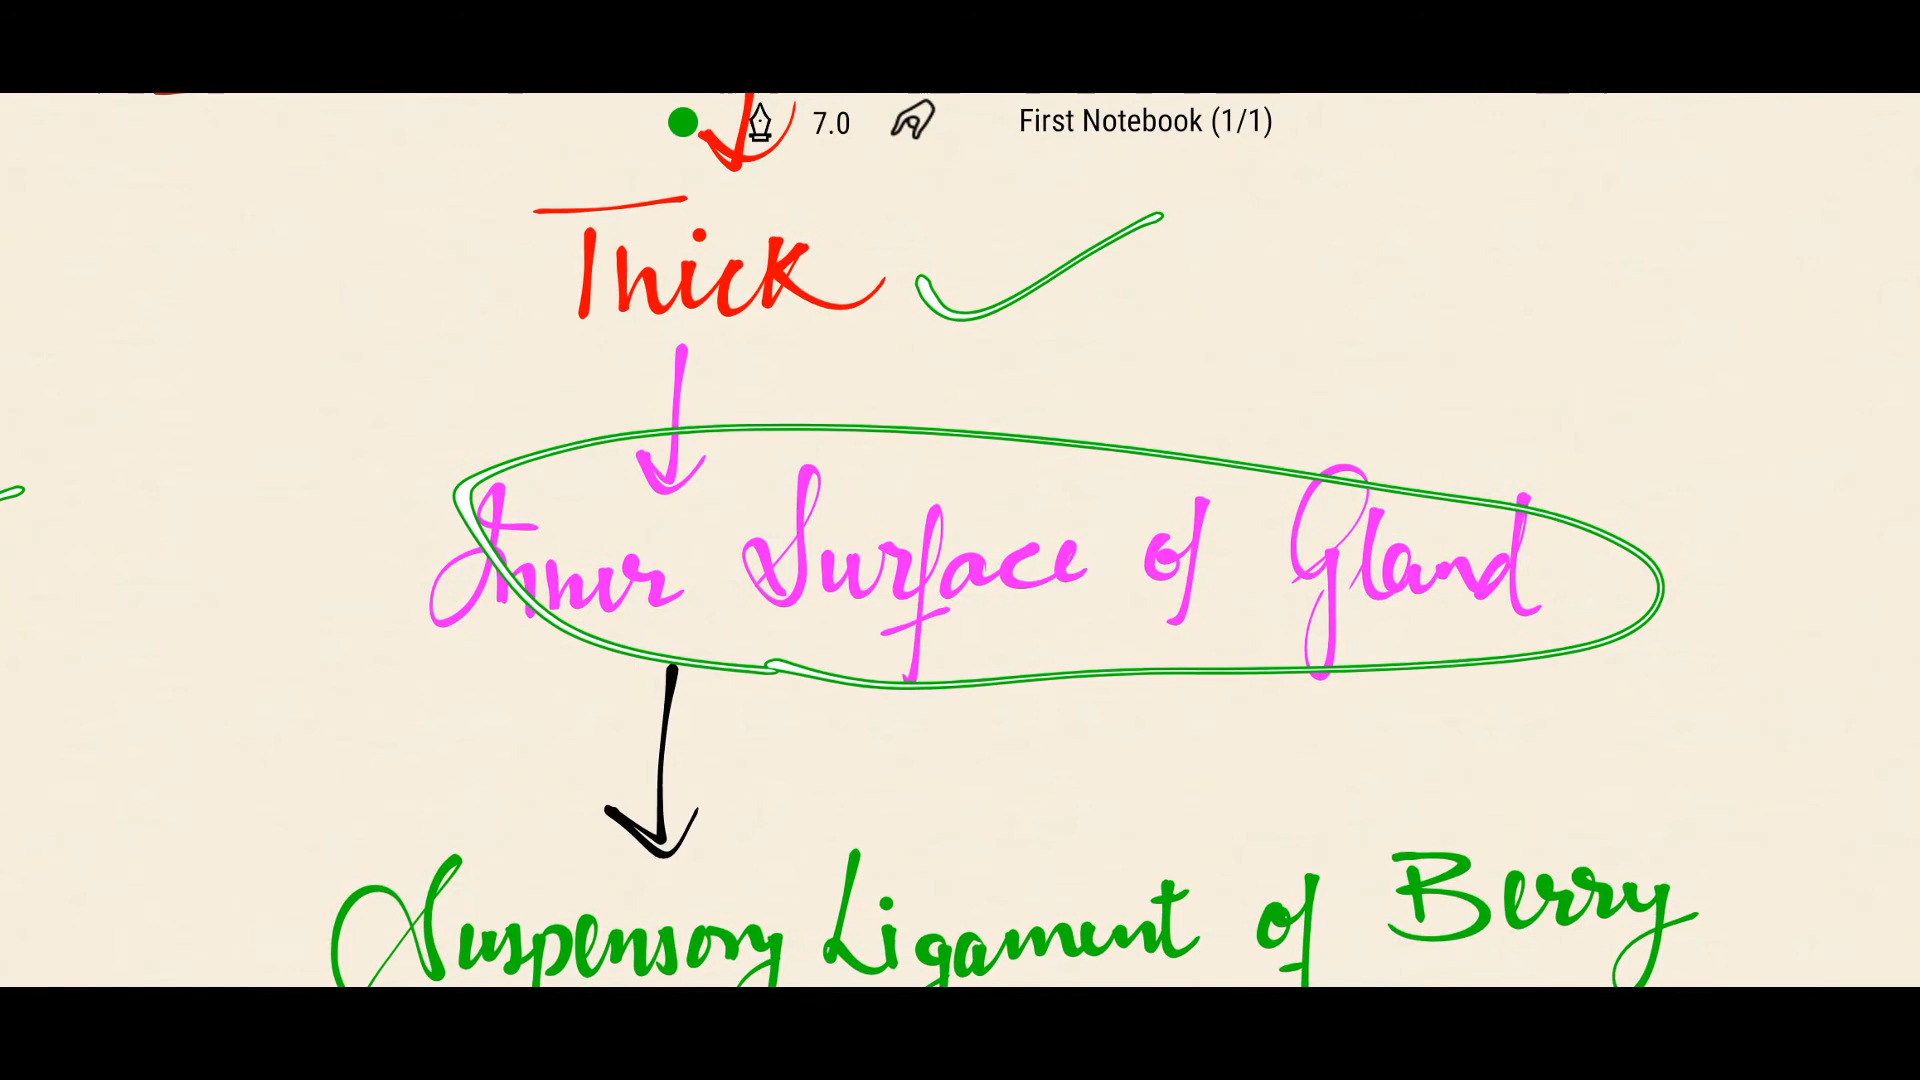 7.0 First Notebook (1/1)
Thick
Inner Surface of Gland
Suspensory Ligament of Berry